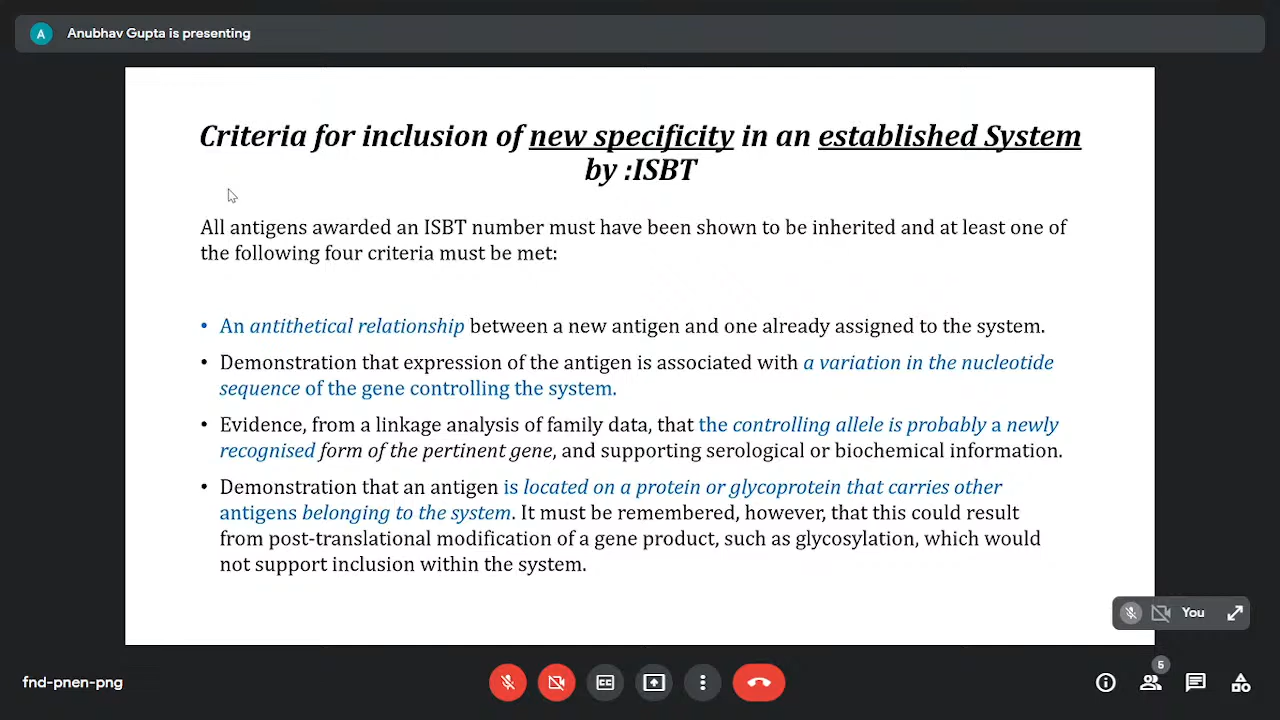 A
Anubhav Gupta is presenting
Criteria for inclusion of new specificity in an established System
by :ISBT
All antigens awarded an ISBT number must have been shown to be inherited and at least one of
the following four criteria must be met:
• An antithetical relationship between a new antigen and one already assigned to the system.
• Demonstration that expression of the antigen is associated with a variation in the nucleotide
sequence of the gene controlling the system.
• Evidence, from a linkage analysis of family data, that the controlling allele is probably a newly
recognised form of the pertinent gene, and supporting serological or biochemical information.
• Demonstration that an antigen is located on a protein or glycoprotein that carries other
antigens belonging to the system. It must be remembered, however, that this could result
from post-translational modification of a gene product, such as glycosylation, which would
not support inclusion within the system.
You
fnd-pnen-png
CC
5